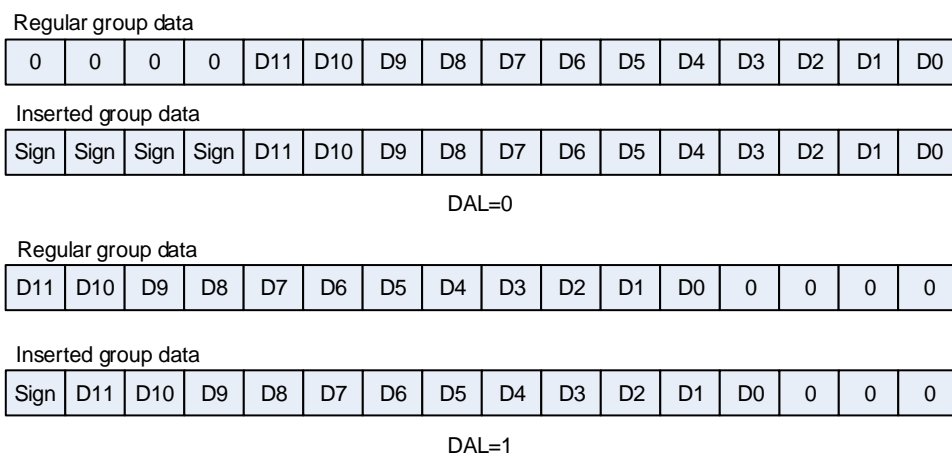 Regular group data
0 0 0 0 D11 D10 D9 D8 D7 D6 D5 D4 D3 D2 D1 D0
Inserted group data
Sign Sign Sign Sign D11 D10 D9 D8 D7 D6 D5 D4 D3 D2 D1 D0
DAL=0
Regular group data
D11 D10 D9 D8 D7 D6 D5 D4 D3 D2 D1 D0 0 0 0 0
Inserted group data
Sign D11 D10 D9 D8 D7 D6 D5 D4 D3 D2 D1 D0 0 0 0
DAL=1